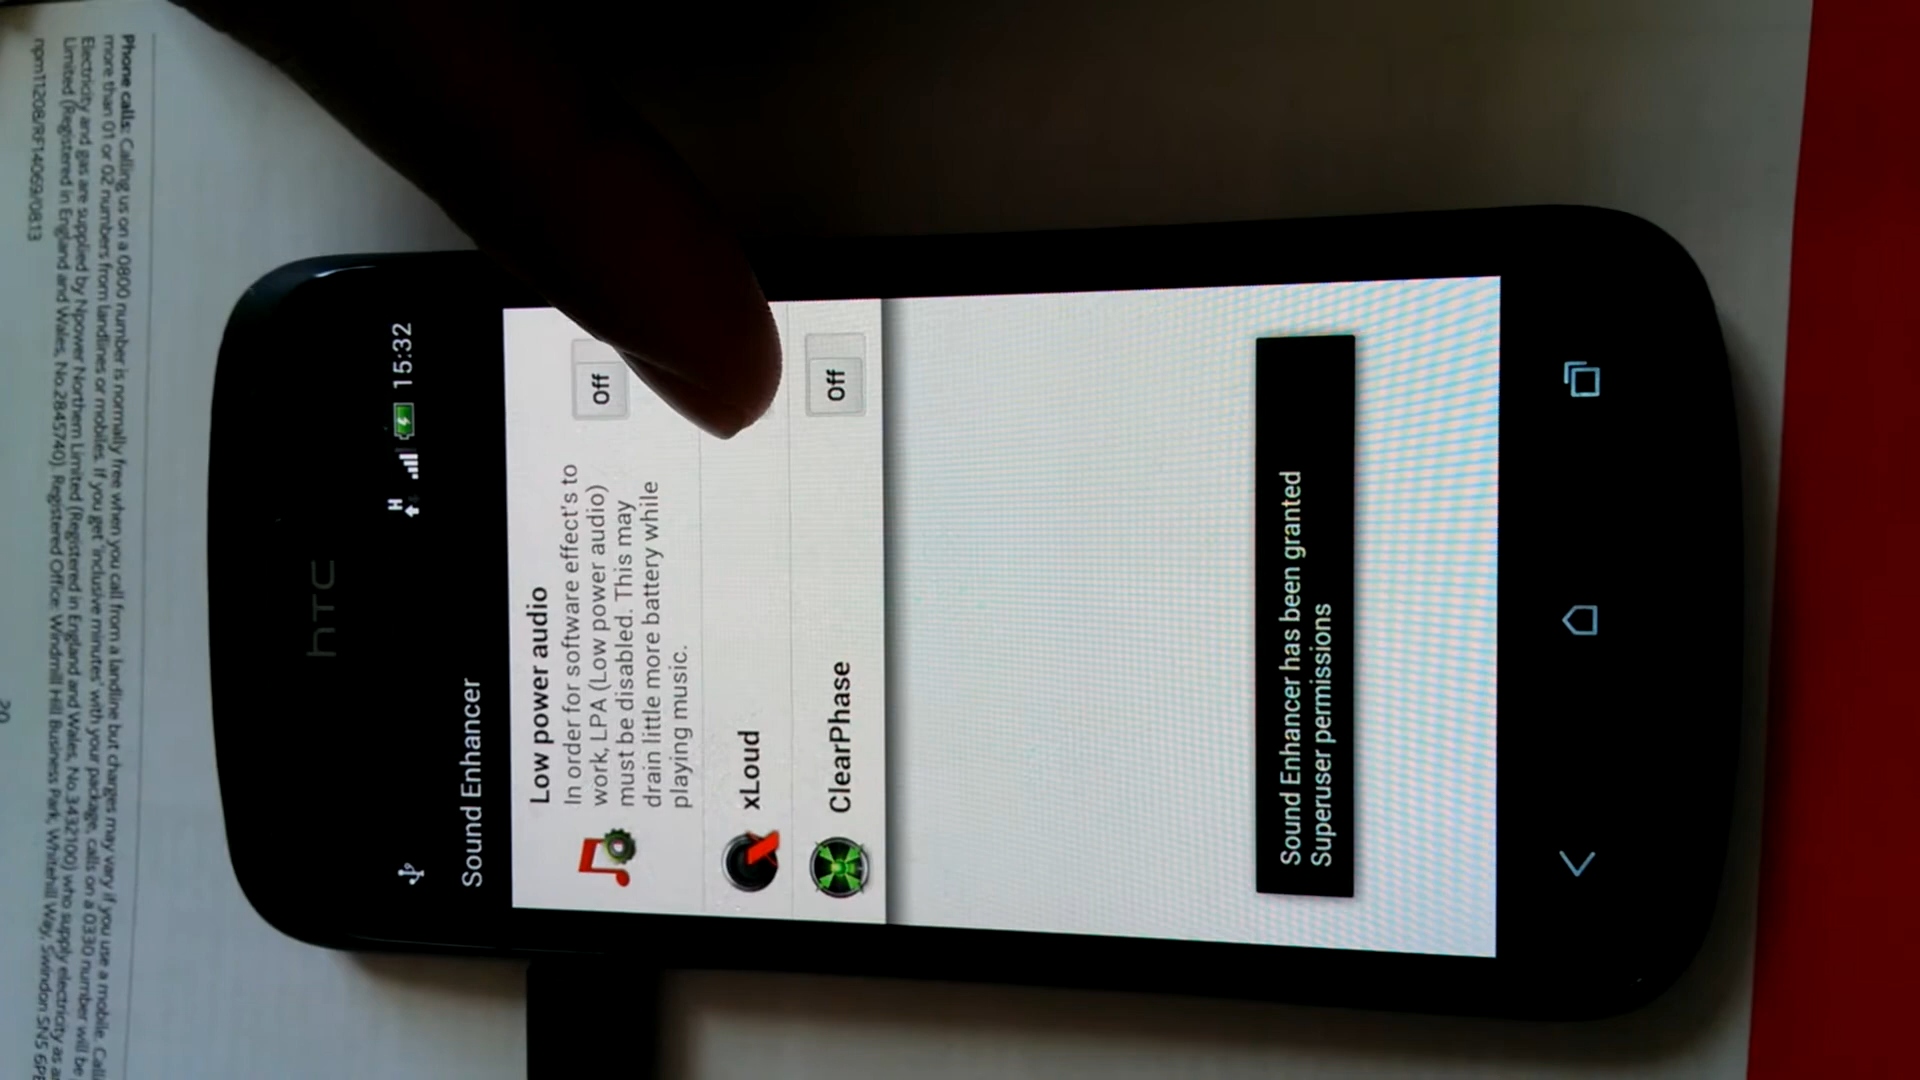 hTC
H
15:32
Sound Enhancer
Low power audio
In order for software effect's to
work, LPA (Low power audio)
must be disabled. This may
drain little more battery while
playing music.
Off
xLoud
ClearPhase
Off
Sound Enhancer has been granted
Superuser permissions
Phone calls: Calling us on a 0800 number is normally free when you call from a landline but charges may vary if you use a mobile. Call
more than 01 or 02 numbers from landlines or mobiles. If you get 'inclusive minutes' with your package, calls on a 0330 number will be
Electricity and gas are supplied by Npower Northern Limited (Registered in England and Wales, No.3432100) who supply electricity as
Limited (Registered in England and Wales, No.2845740). Registered Office: Windmill Hill Business Park, Whitehill Way, Swindon SN5 6PB
npm11208/RF14069/08.13
20